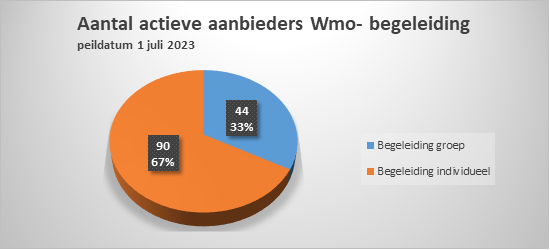 Aantal actieve aanbieders Wmo- begeleiding
peildatum 1 juli 2023
44
33%
90
67%
Begeleiding groep
Begeleiding individueel